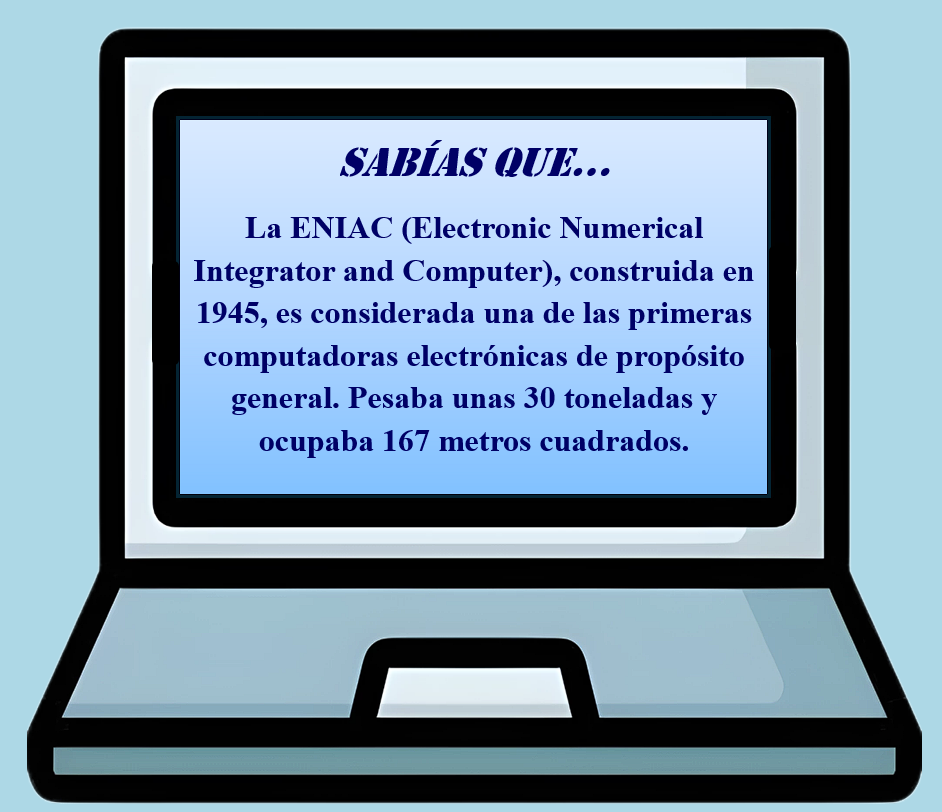 SABÍAS QUE...
La ENIAC (Electronic Numerical
Integrator and Computer), construida en
1945, es considerada una de las primeras
computadoras electrónicas de propósito
general. Pesaba unas 30 toneladas y
ocupaba 167 metros cuadrados.